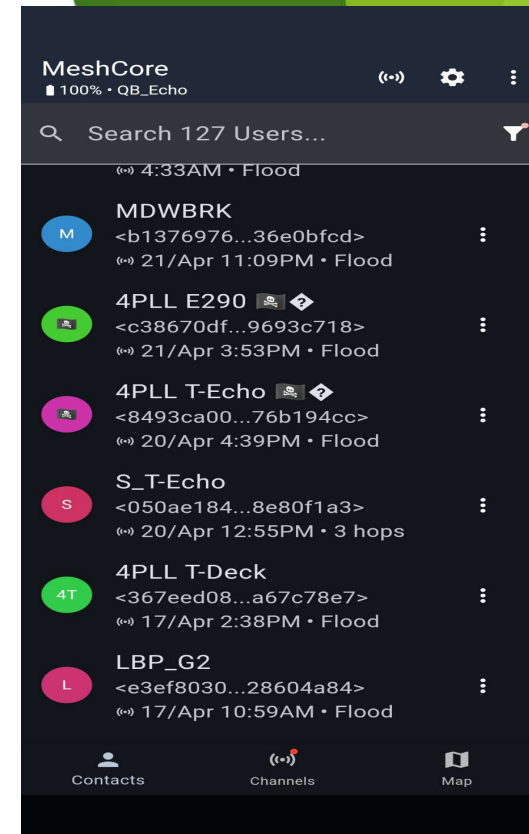 MeshCore
100% • QB_Echo
Search 127 Users...
4:33AM • Flood
MDWBRK
M
<b1376976...36e0bfcd>
21/Apr 11:09PM • Flood
4PLL E290 🏴‍☠️ �
<c38670df...9693c718>
21/Apr 3:53PM • Flood
4PLL T-Echo 🏴‍☠️ �
<8493ca00...76b194cc>
20/Apr 4:39PM • Flood
S_T-Echo
S
<050ae184...8e80f1a3>
20/Apr 12:55PM • 3 hops
4PLL T-Deck
4T
<367eed08...a67c78e7>
17/Apr 2:38PM • Flood
LBP_G2
L
<e3ef8030...28604a84>
17/Apr 10:59AM • Flood
Contacts
Channels
Map